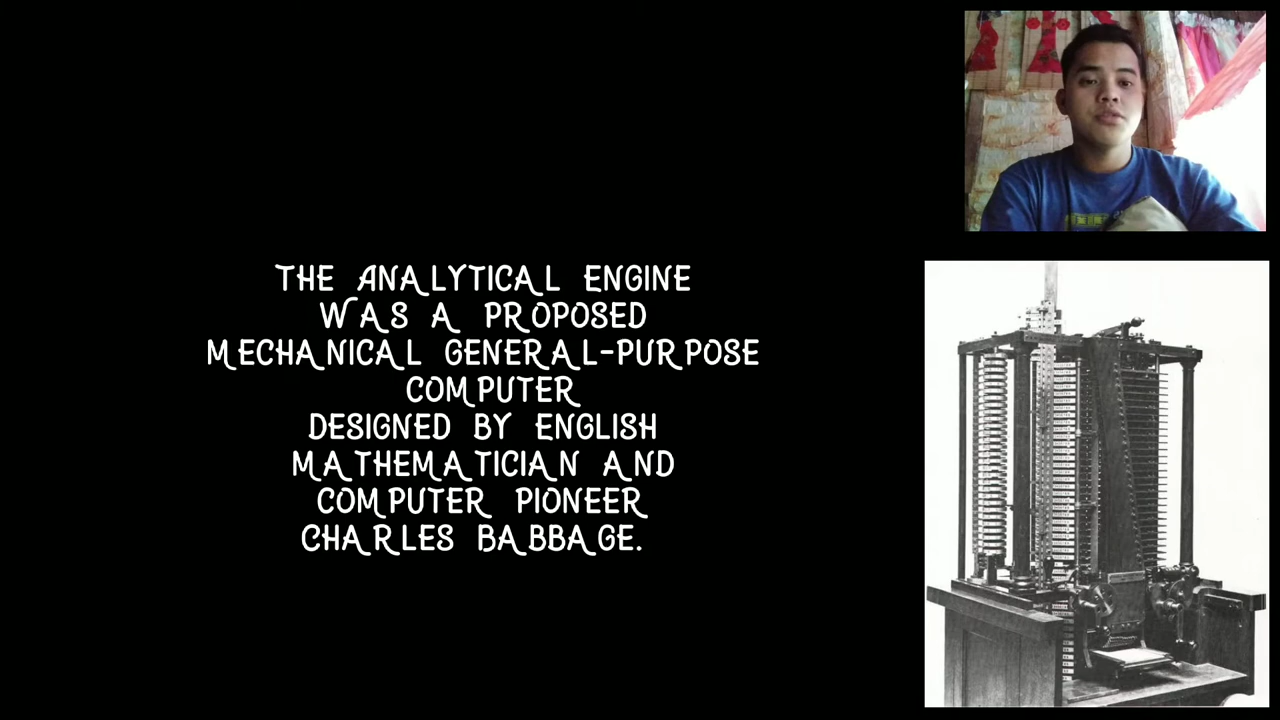 THE ANALYTICAL ENGINE
WAS A PROPOSED
MECHANICAL GENERAL-PURPOSE
COMPUTER
DESIGNED BY ENGLISH
MATHEMATICIAN AND
COMPUTER PIONEER
CHARLES BABBAGE.